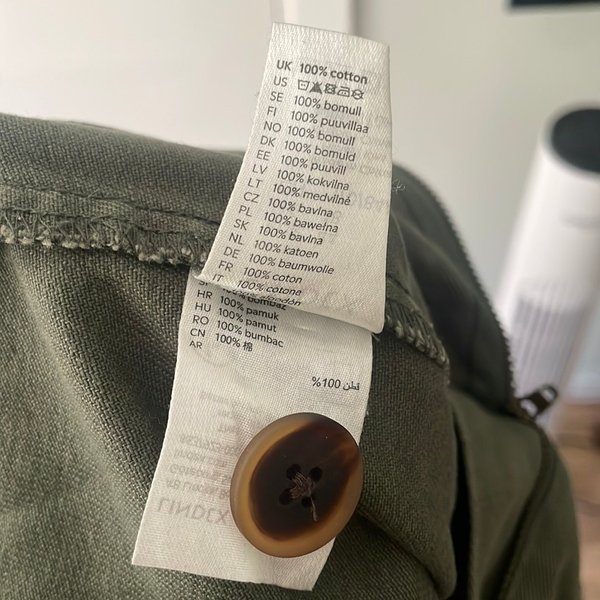 UK 100% cotton
US
SE 100% bomull
FI 100% puuvillaa
NO 100% bomull
DK 100% bomuld
EE 100% puuvill
LV 100% kokvilna
LT 100% medvilnė
CZ 100% bavlna
PL 100% bawełna
SK 100% bavlna
NL 100% katoen
DE 100% baumwolle
FR 100% coton
IT 100% cotone
SI 100% bombaž
HR 100% pamuk
HU 100% pamut
RO 100% bumbac
CN 100% 棉
AR
قطن 100%
LINDEX